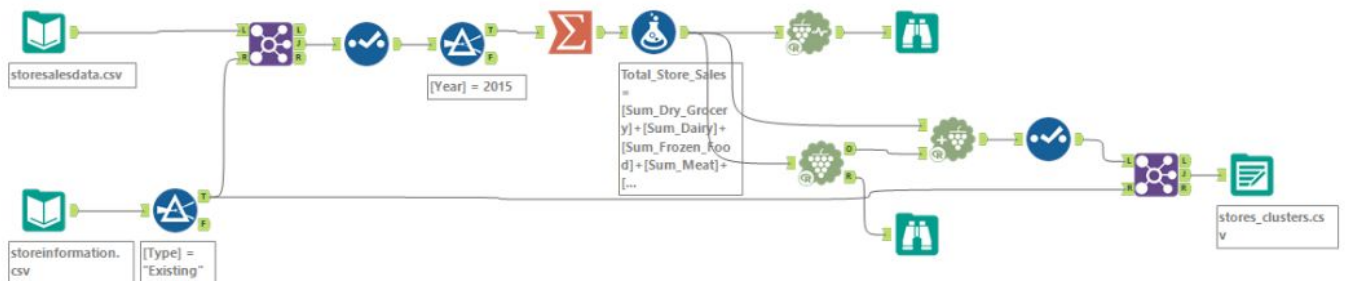 L
R
L
J
R
T
F
storesalesdata.csv
[Year] = 2015
Total_Store_Sales
=
[Sum_Dry_Grocer
y]+[Sum_Dairy]+
[Sum_Frozen_Foo
d]+[Sum_Meat]+
[...
R
R
O
R
R
L
R
L
J
R
T
F
storeinformation.
csv
[Type] =
"Existing"
stores_clusters.cs
v